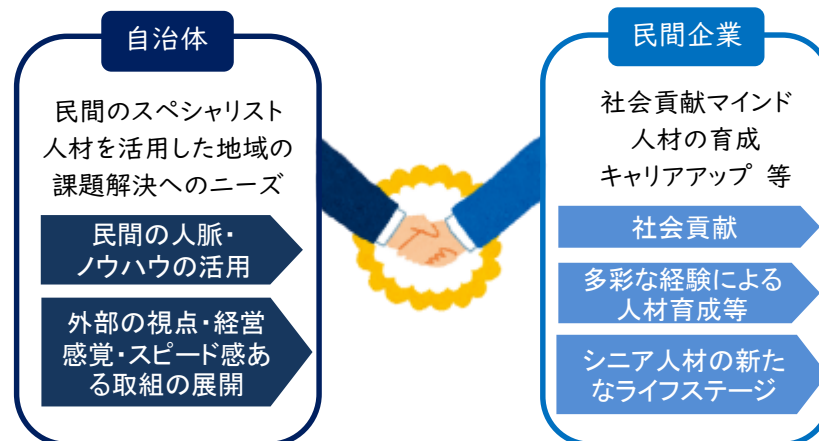 自治体
民間のスペシャリスト
人材を活用した地域の
課題解決へのニーズ
民間の人脈・
ノウハウの活用
外部の視点・経営
感覚・スピード感あ
る取組の展開
民間企業
社会貢献マインド
人材の育成
キャリアアップ 等
社会貢献
多彩な経験による
人材育成等
シニア人材の新た
なライフステージ